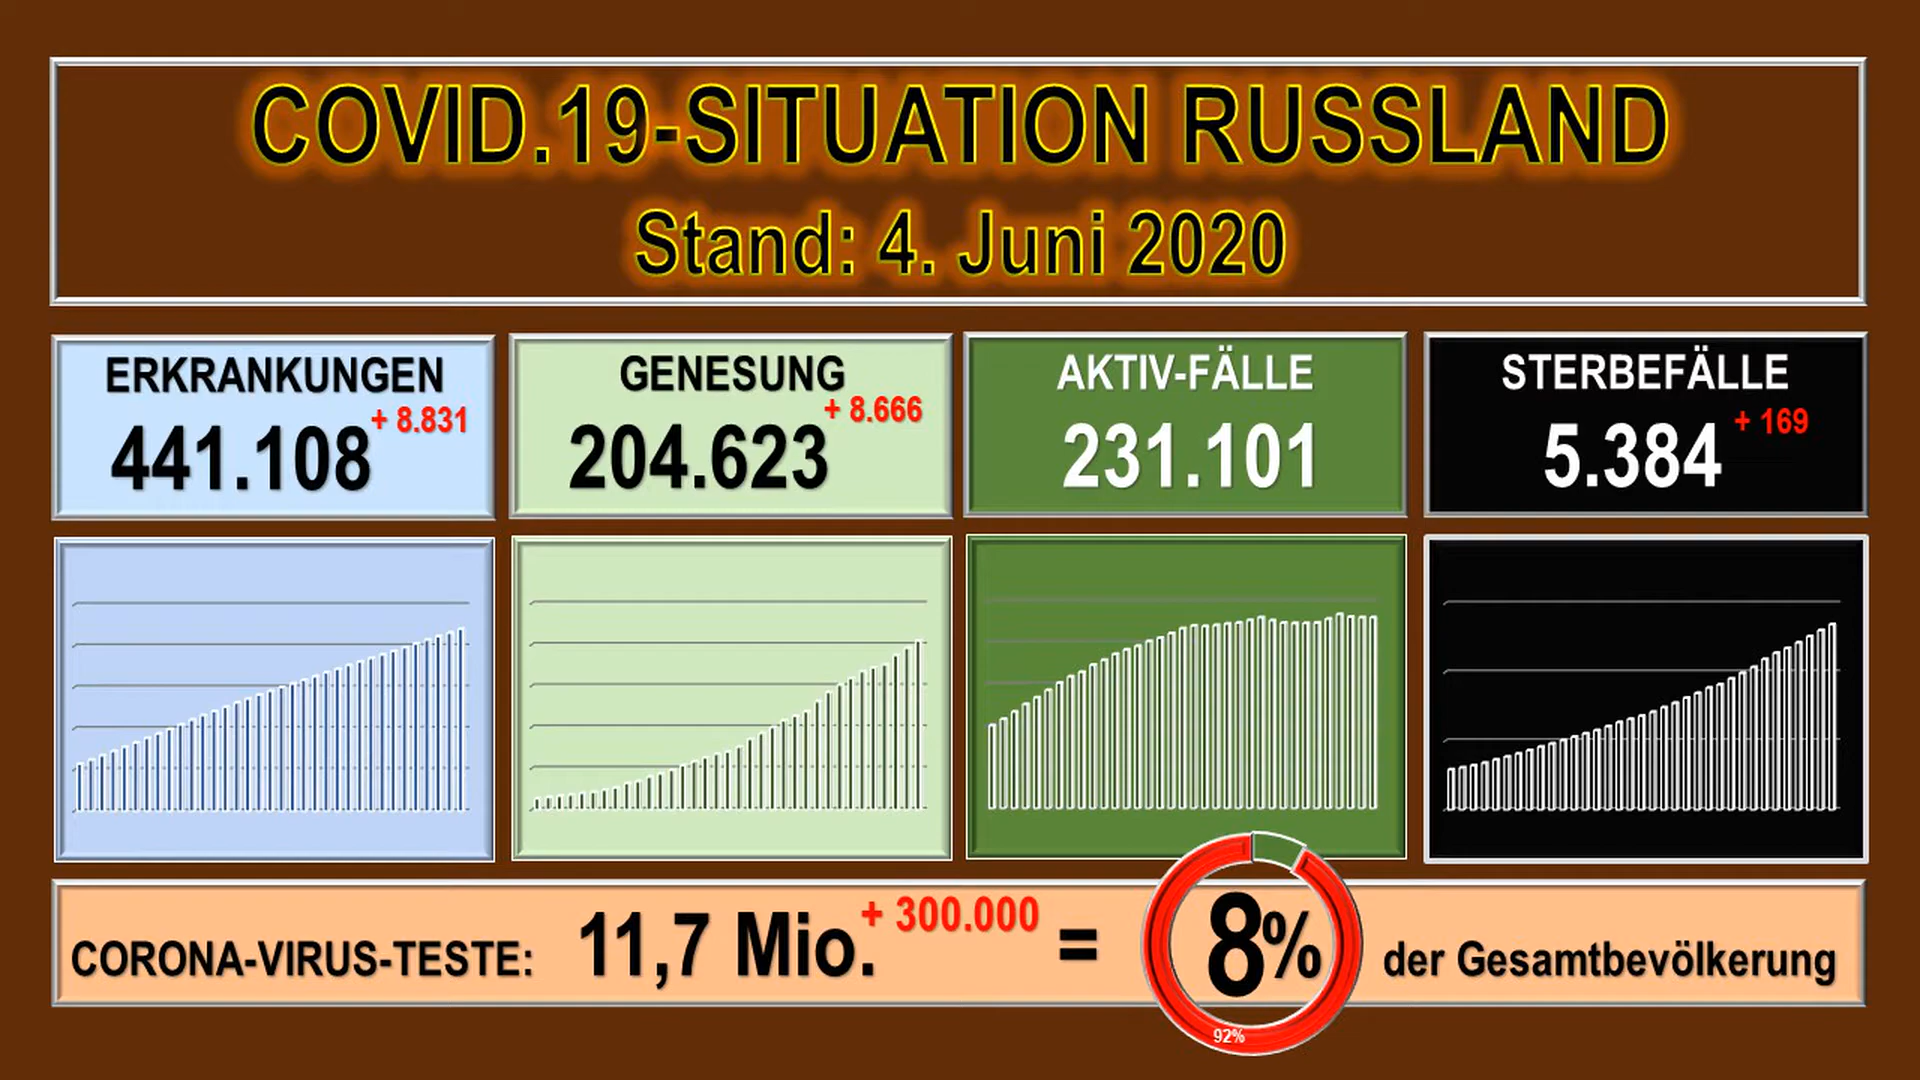 COVID.19-SITUATION RUSSLAND
Stand: 4. Juni 2020
ERKRANKUNGEN
441.108 + 8.831
GENESUNG
204.623 + 8.666
AKTIV-FÄLLE
231.101
STERBEFÄLLE
5.384 + 169
CORONA-VIRUS-TESTE: 11,7 Mio. + 300.000 = 8% der Gesamtbevölkerung
92%